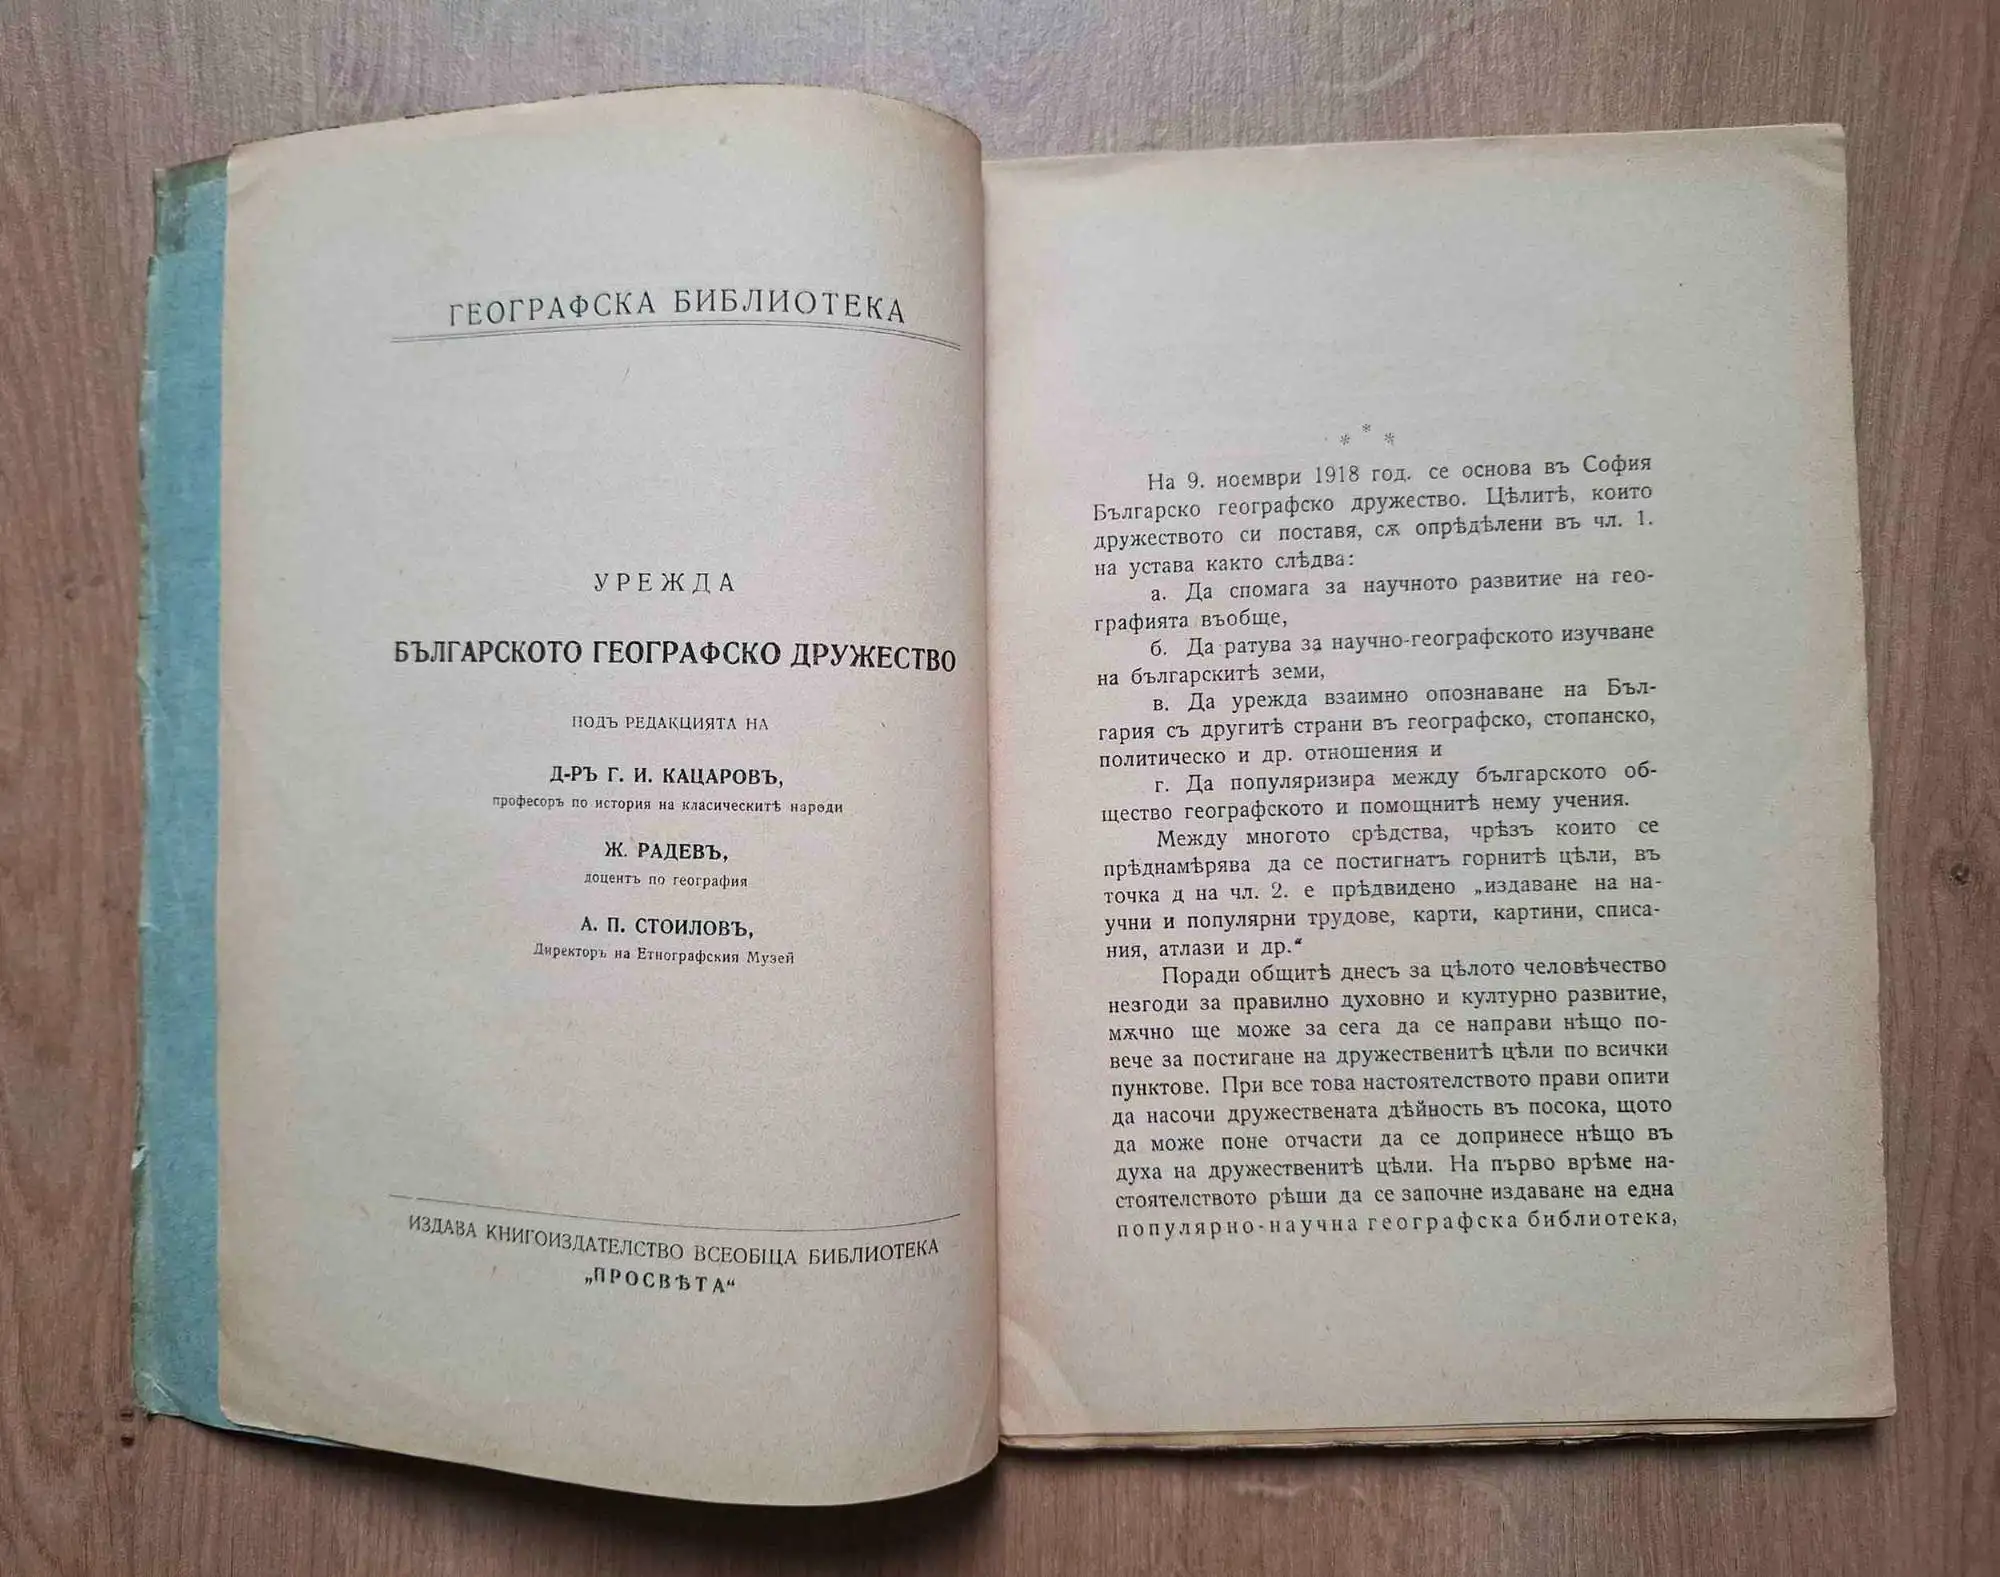 ГЕОГРАФСКА БИБЛИОТЕКА
УРЕЖДА
БЪЛГАРСКОТО ГЕОГРАФСКО ДРУЖЕСТВО
ПОДЪ РЕДАКЦИЯТА НА
Д-РЪ Г. И. КАЦАРОВЪ,
професоръ по история на класическитѣ народи
Ж. РАДЕВЪ,
доцентъ по география
А. П. СТОИЛОВЪ,
Директоръ на Етнографския Музей
ИЗДАВА КНИГОИЗДАТЕЛСТВО ВСЕОБЩА БИБЛИОТЕКА
„ПРОСВѢТА“
* * *
На 9. ноември 1918 год. се основа въ София
Българско географско дружество. Цѣлитѣ, които
дружеството си поставя, сѫ опрѣдѣлени въ чл. 1.
на устава както слѣдва:
а. Да спомага за научното развитие на гео-
графията въобще,
б. Да ратува за научно-географското изучване
на българскитѣ земи,
в. Да урежда взаимно опознаване на Бъл-
гария съ другитѣ страни въ географско, стопанско,
политическо и др. отношения и
г. Да популяризира между българското об-
щество географското и помощнитѣ нему учения.
Между многото срѣдства, чрѣзъ които се
прѣднамѣрява да се постигнатъ горнитѣ цѣли, въ
точка д на чл. 2. е прѣдвидено „издаване на на-
учни и популярни трудове, карти, картини, списа-
ния, атлази и др.“
Поради общитѣ днесъ за цѣлото человѣчество
незгоди за правилно духовно и културно развитие,
мѫчно ще може за сега да се направи нѣщо по-
вече за постигане на дружественитѣ цѣли по всички
пунктове. При все това настоятелството прави опити
да насочи дружествената дѣйность въ посока, щото
да може поне отчасти да се допринесе нѣщо въ
духа на дружественитѣ цѣли. На първо врѣме на-
стоятелството рѣши да се започне издаване на една
популярно-научна географска библиотека,